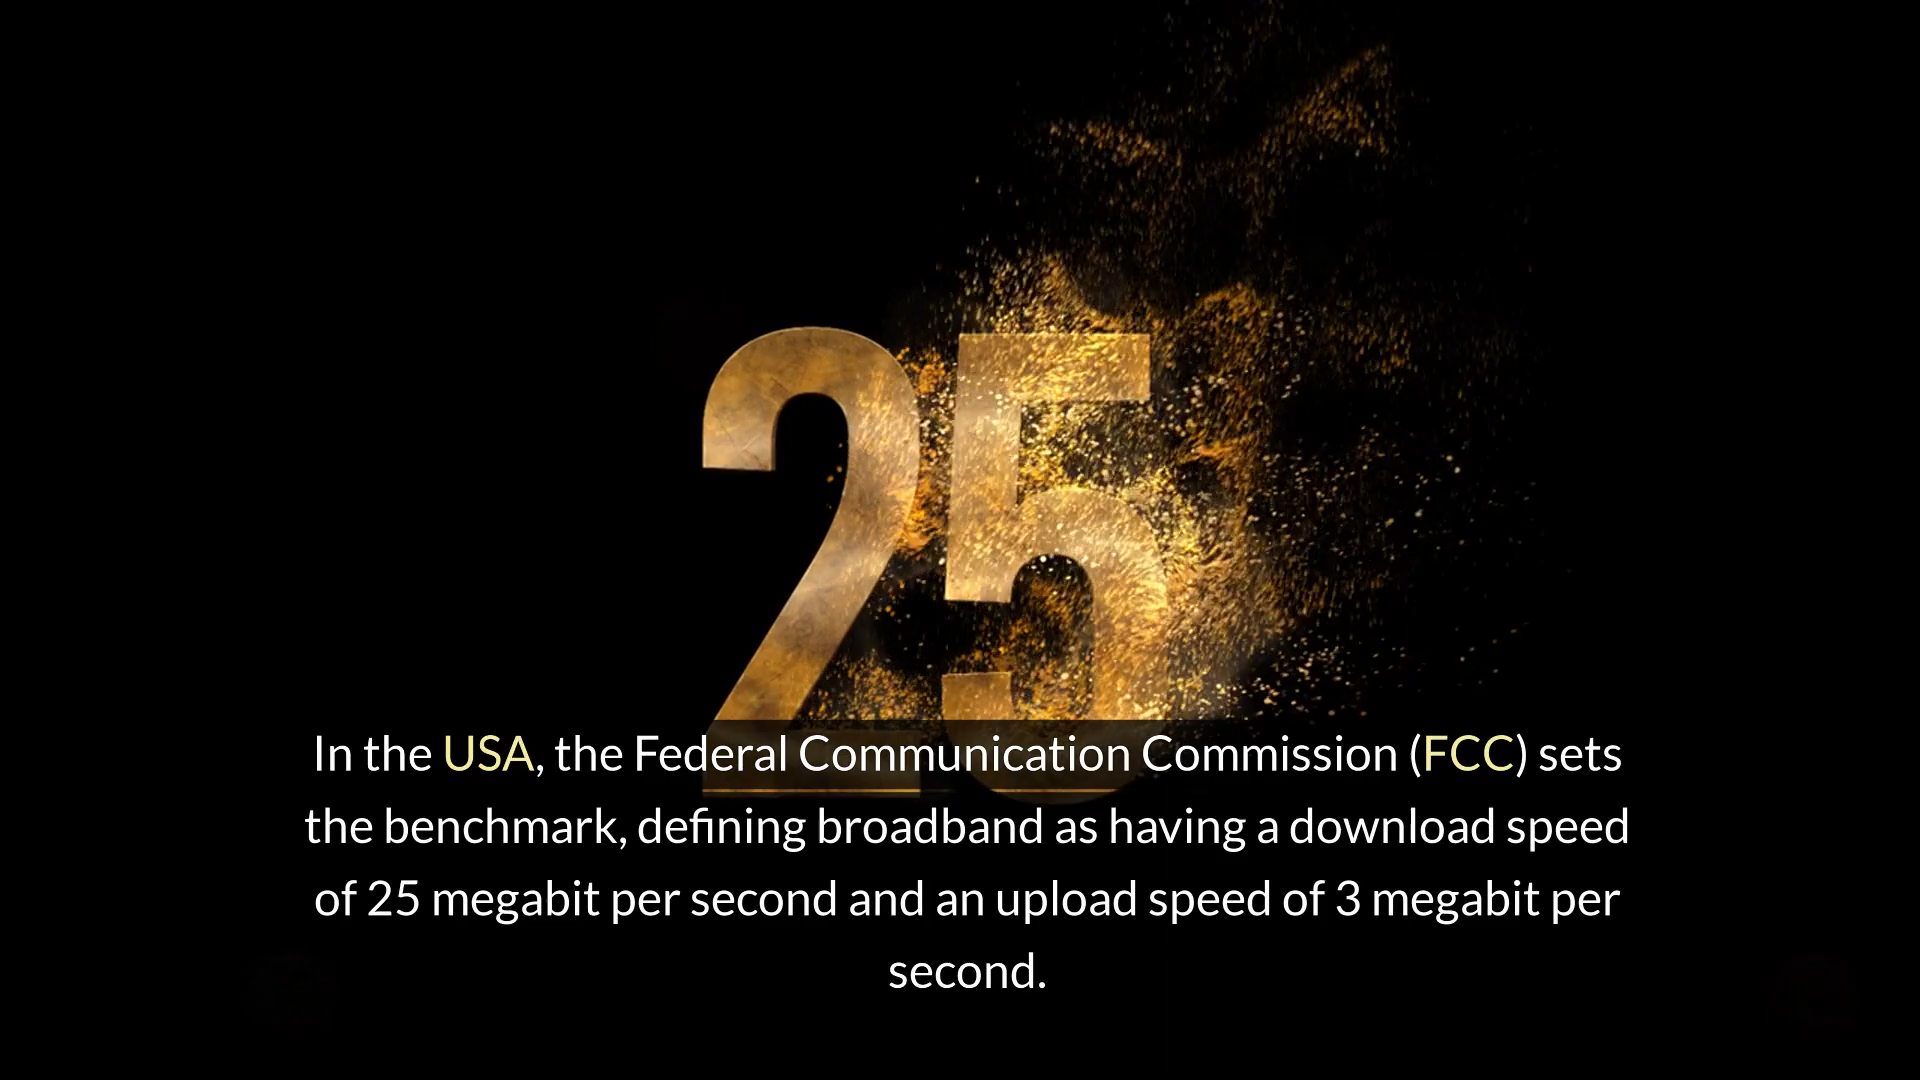 25
In the USA, the Federal Communication Commission (FCC) sets
the benchmark, defining broadband as having a download speed
of 25 megabit per second and an upload speed of 3 megabit per
second.